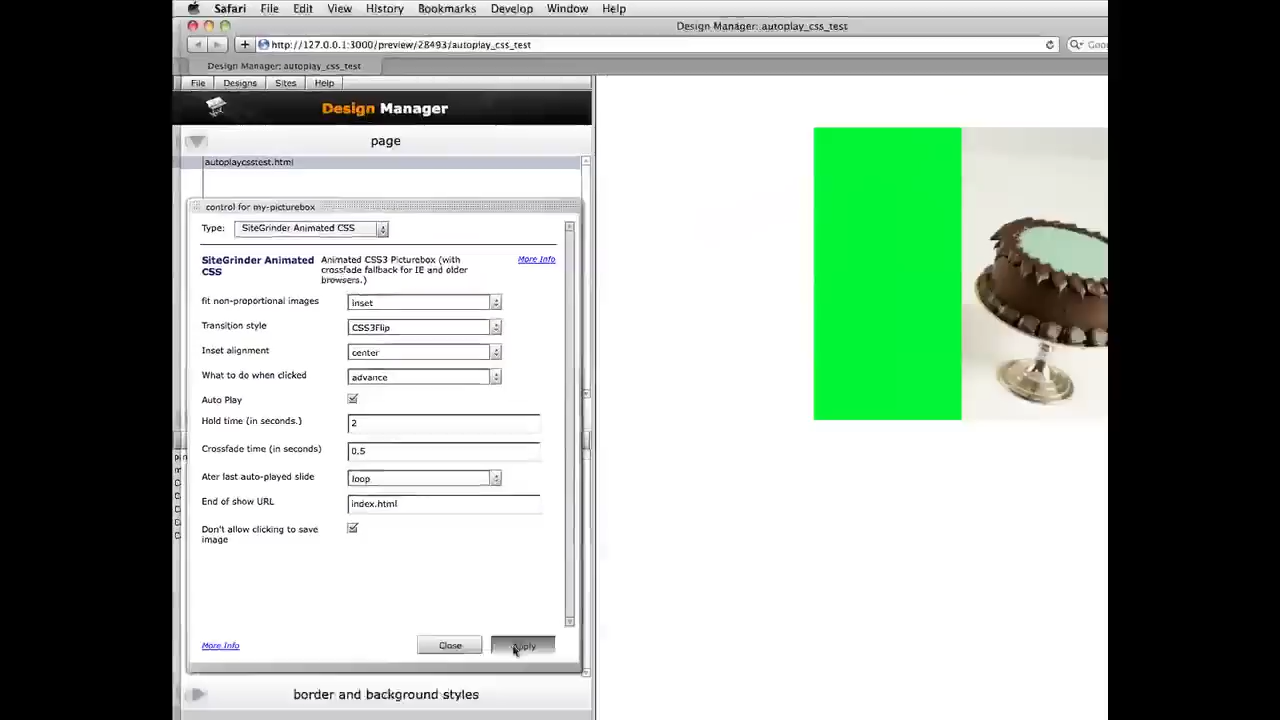 Safari File Edit View History Bookmarks Develop Window Help
Design Manager: autoplay_css_test
http://127.0.0.1:3000/preview/28493/autoplay_css_test
Design Manager: autoplay_css_test
File Designs Sites Help
Design Manager
page
autoplaycsstest.html
control for my-picturebox
Type: SiteGrinder Animated CSS
SiteGrinder Animated CSS
Animated CSS3 Picturebox (with
crossfade fallback for IE and older
browsers.)
More Info
fit non-proportional images inset
Transition style CSS3Flip
Inset alignment center
What to do when clicked advance
Auto Play
Hold time (in seconds.) 2
Crossfade time (in seconds) 0.5
Ater last auto-played slide loop
End of show URL index.html
Don't allow clicking to save
image
More Info Close Apply
border and background styles